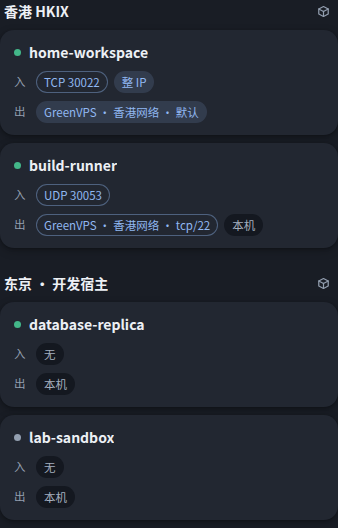 香港 HKIX
home-workspace
入 TCP 30022 整 IP
出 GreenVPS · 香港网络 · 默认
build-runner
入 UDP 30053
出 GreenVPS · 香港网络 · tcp/22 本机
东京 · 开发宿主
database-replica
入 无
出 本机
lab-sandbox
入 无
出 本机